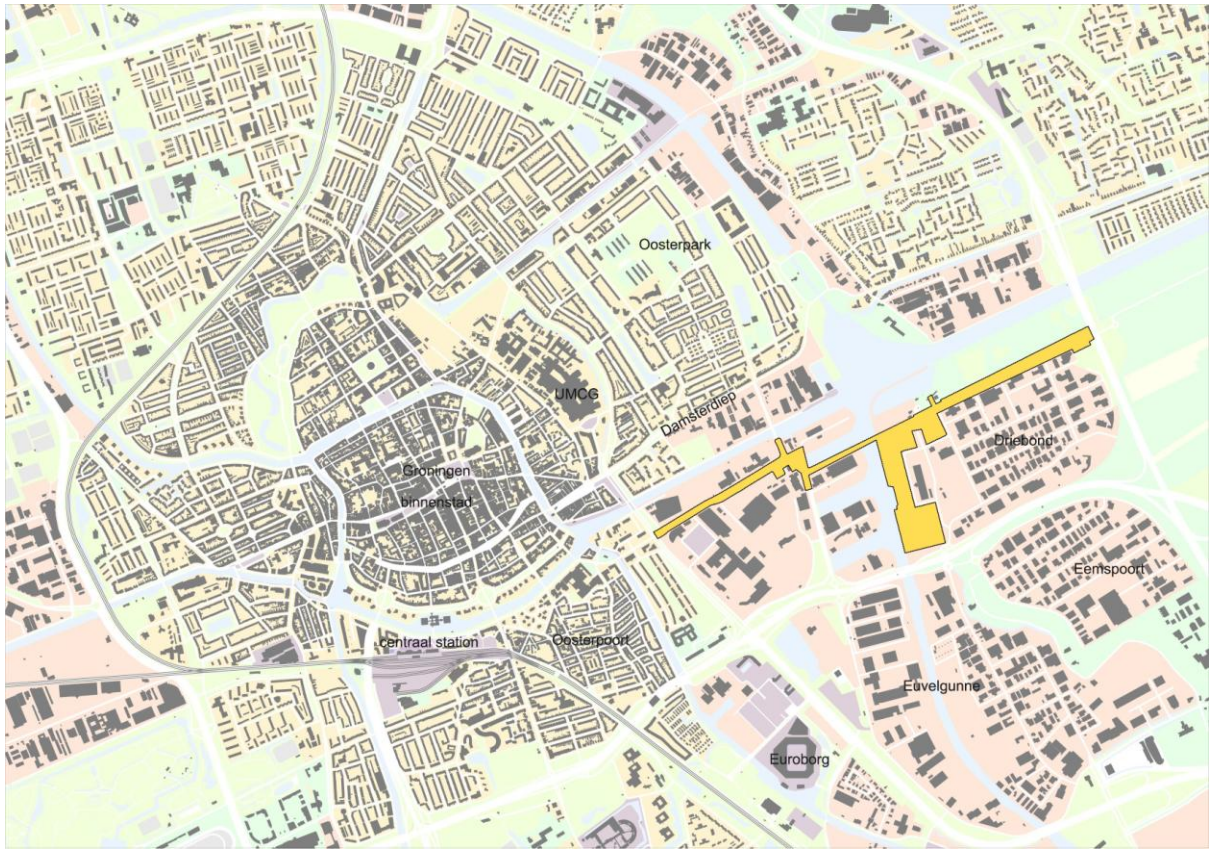 Oosterpark
UMCG
Damsterdiep
Driebond
Groningen
binnenstad
Eemspoort
centraal station
Oosterpoort
Euvelgunne
Euroborg